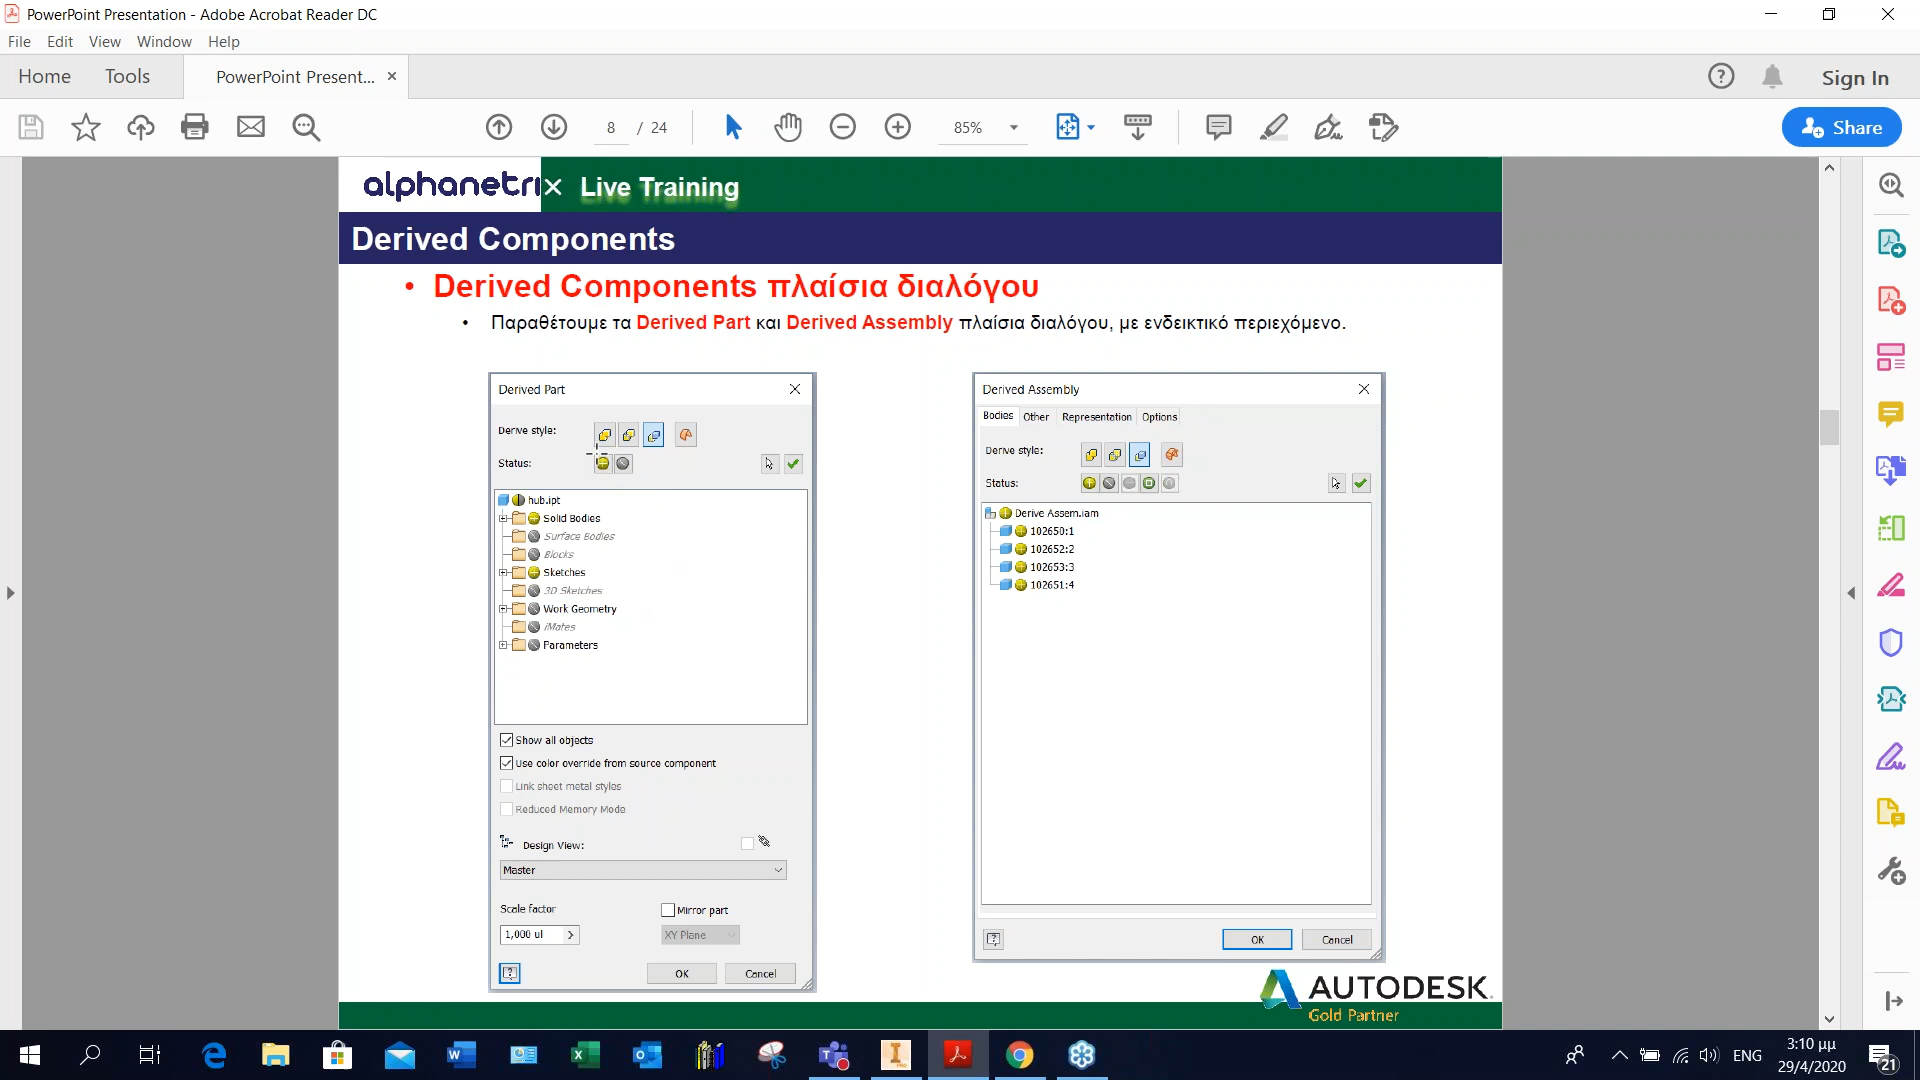 PowerPoint Presentation - Adobe Acrobat Reader DC
File Edit View Window Help
Home Tools PowerPoint Present... Sign In
8 / 24 85% Share
alphanetrix Live Training
Derived Components
• Derived Components πλαίσια διαλόγου
• Παραθέτουμε τα Derived Part και Derived Assembly πλαίσια διαλόγου, με ενδεικτικό περιεχόμενο.
Derived Part
Derive style:
Status:
hub.ipt
Solid Bodies
Surface Bodies
Blocks
Sketches
3D Sketches
Work Geometry
iMates
Parameters
Show all objects
Use color override from source component
Link sheet metal styles
Reduced Memory Mode
Design View:
Master
Scale factor
Mirror part
1,000 ul
XY Plane
OK Cancel
Derived Assembly
Bodies Other Representation Options
Derive style:
Status:
Derive Assem.iam
102650:1
102652:2
102653:3
102651:4
OK Cancel
AUTODESK.
Gold Partner
ENG
3:10 μμ
29/4/2020
21